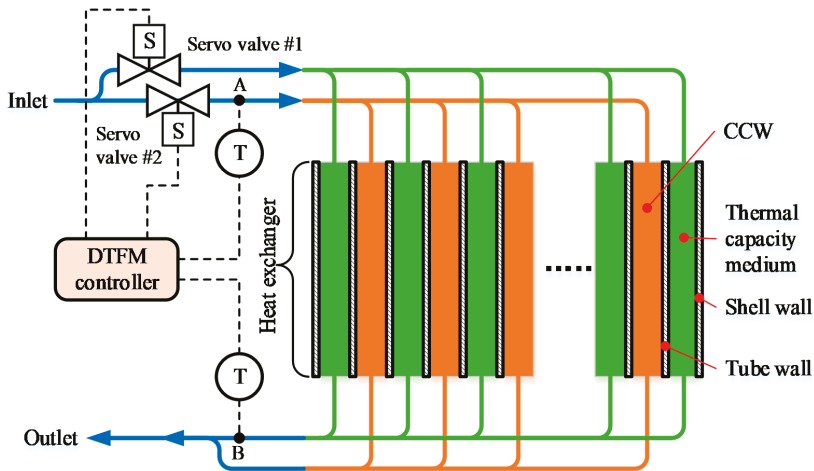 S
Servo valve #1
A
Inlet
CCW
Servo
valve #2
S
T
Thermal
capacity
medium
DTFM
controller
Heat exchanger
Shell wall
T
Tube wall
Outlet
B